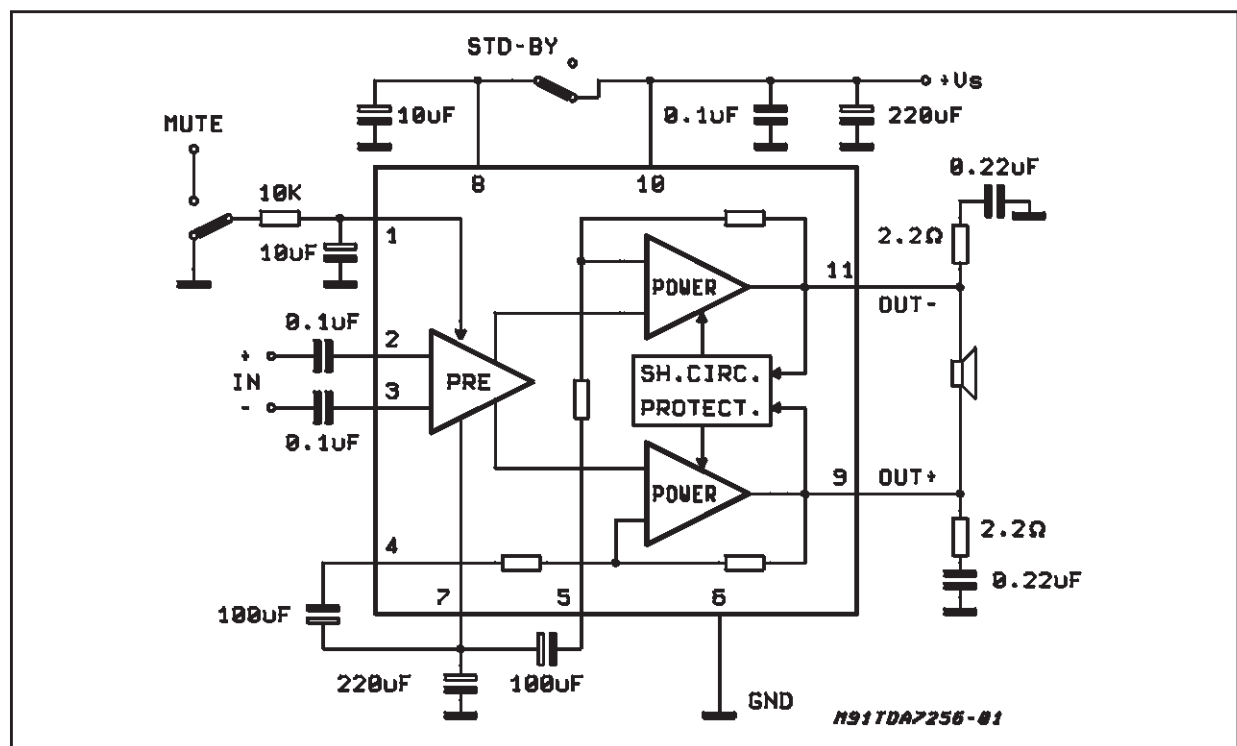 STD-BY
+Vs
10uF
0.1uF
220uF
MUTE
0.22uF
10K
8
10
2.2Ω
1
10uF
11
POWER
OUT-
0.1uF
2
+
IN
-
PRE
SH.CIRC.
PROTECT.
3
0.1uF
9
OUT+
POWER
2.2Ω
4
0.22uF
7
5
6
100uF
220uF
100uF
GND
M91TDA7256-01